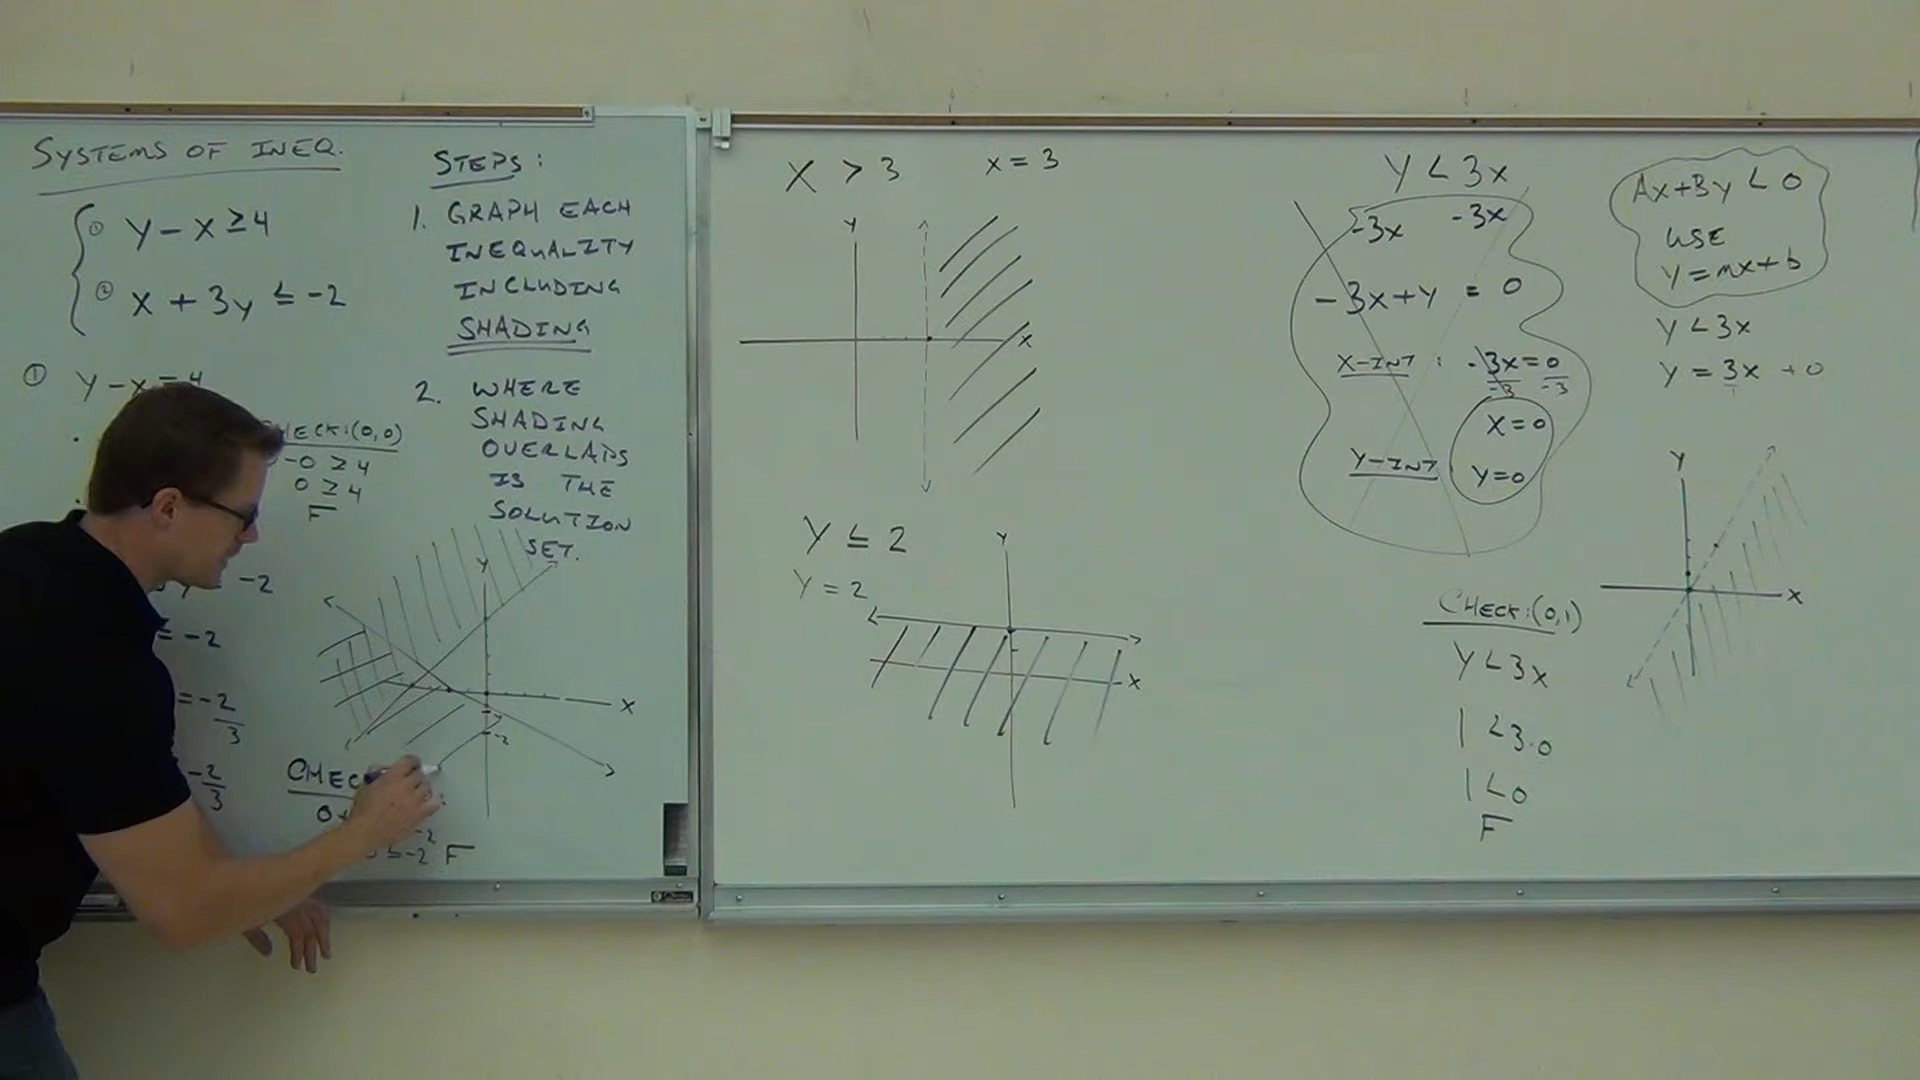 SYSTEMS OF INEQ.
① y - x ≥ 4
② x + 3y ≤ -2
① y - x = 4
CHECK: (0,0)
-0 ≥ 4
0 ≥ 4
F
-2
≤ -2
= -2/3
-2/3
STEPS:
1. GRAPH EACH
INEQUALITY
INCLUDING
SHADING
2. WHERE
SHADING
OVERLAPS
IS THE
SOLUTION
SET.
Y
X
-2
≤ -2 F
X > 3
x = 3
Y
X
Y ≤ 2
Y = 2
Y
X
Y < 3x
-3x -3x
-3x + y = 0
X-INT: -3x = 0
-3 -3
X = 0
Y-INT
Y = 0
CHECK: (0,1)
Y < 3x
1 < 3·0
1 < 0
F
Ax + By < 0
USE
Y = mx + b
Y < 3x
Y = 3x + 0
Y
X